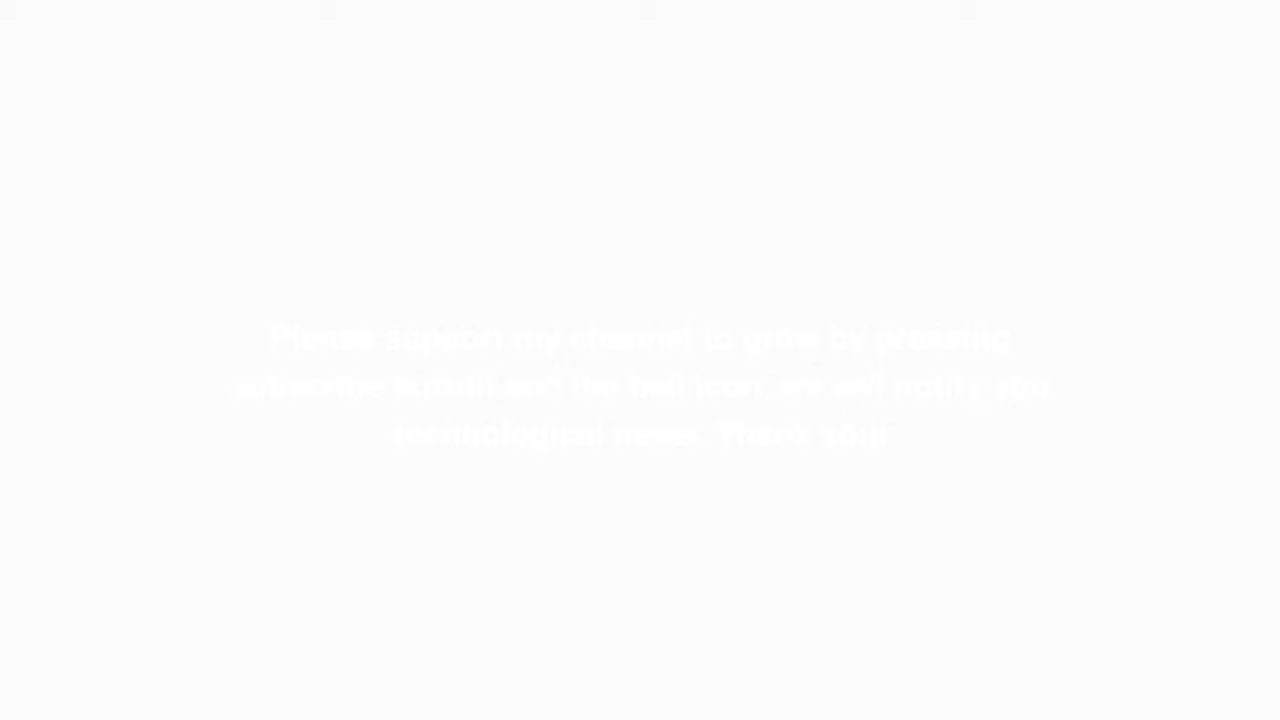 Please support my channel to grow by pressing
subscribe button and the bell icon, we will notify you
technological news. Thank you!